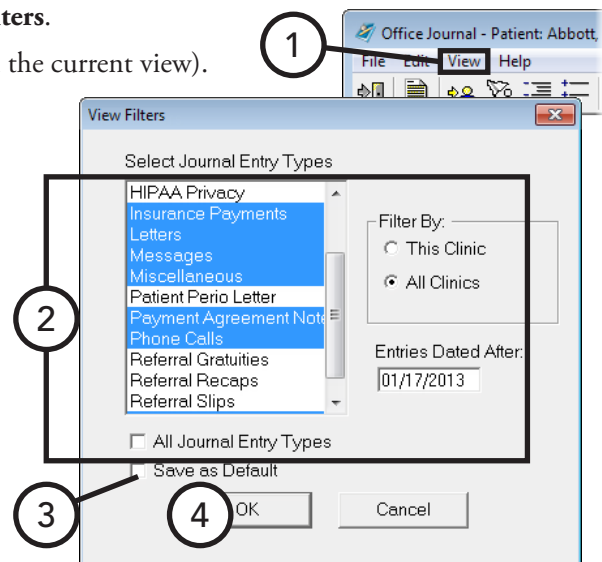 lters.
the current view).
1
Office Journal - Patient: Abbott,
File Edit View Help
View Filters
Select Journal Entry Types
HIPAA Privacy
Insurance Payments
Letters
Messages
Miscellaneous
Patient Perio Letter
Payment Agreement Note
Phone Calls
Referral Gratuities
Referral Recaps
Referral Slips
Filter By:
This Clinic
All Clinics
2
Entries Dated After:
01/17/2013
All Journal Entry Types
Save as Default
3
4
OK Cancel